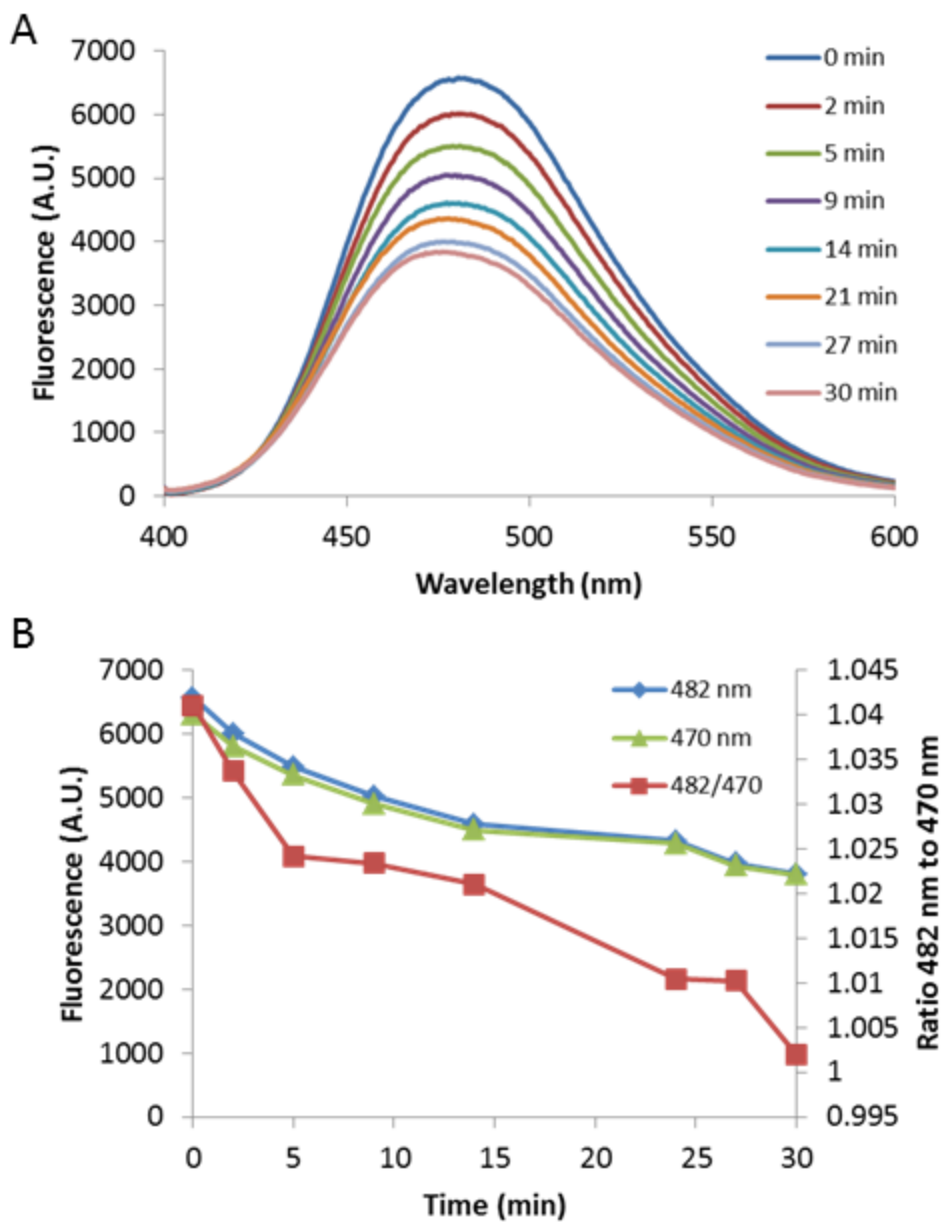 A
7000
6000
5000
4000
3000
2000
1000
0
Fluorescence (A.U.)
400 450 500 550 600
Wavelength (nm)
0 min
2 min
5 min
9 min
14 min
21 min
27 min
30 min
B
7000
6000
5000
4000
3000
2000
1000
0
Fluorescence (A.U.)
482 nm
470 nm
482/470
1.045
1.04
1.035
1.03
1.025
1.02
1.015
1.01
1.005
1
0.995
Ratio 482 nm to 470 nm
0 5 10 15 20 25 30
Time (min)